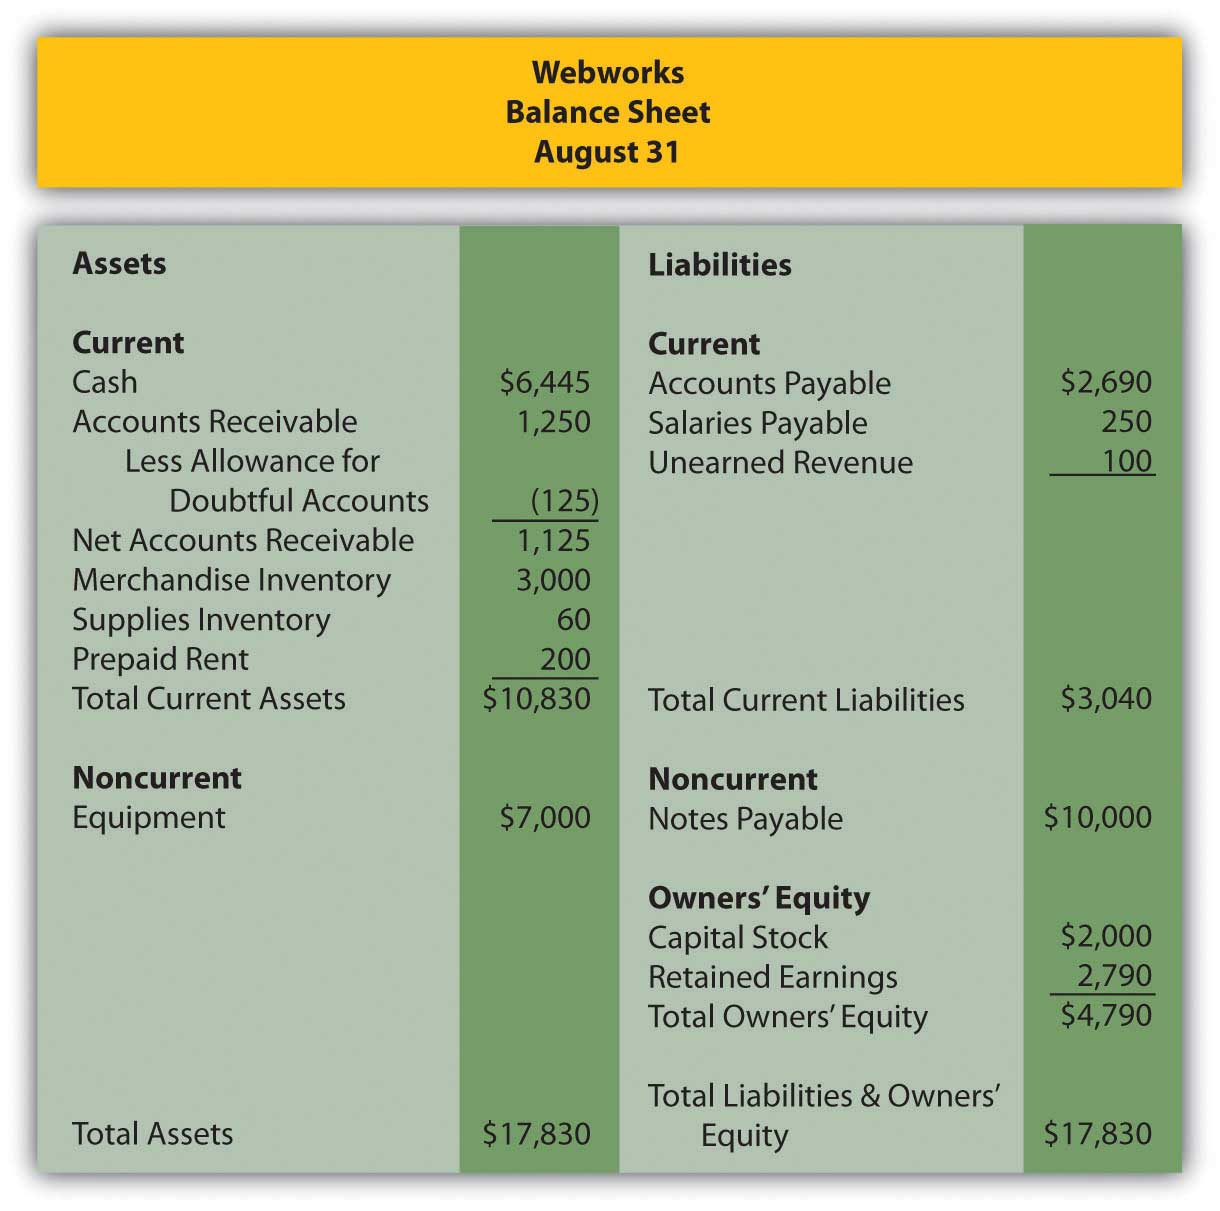 Webworks
Balance Sheet
August 31
Assets
Current
Cash $6,445
Accounts Receivable 1,250
Less Allowance for
Doubtful Accounts (125)
Net Accounts Receivable 1,125
Merchandise Inventory 3,000
Supplies Inventory 60
Prepaid Rent 200
Total Current Assets $10,830
Noncurrent
Equipment $7,000
Total Assets $17,830
Liabilities
Current
Accounts Payable $2,690
Salaries Payable 250
Unearned Revenue 100
Total Current Liabilities $3,040
Noncurrent
Notes Payable $10,000
Owners’ Equity
Capital Stock $2,000
Retained Earnings 2,790
Total Owners’ Equity $4,790
Total Liabilities & Owners’
Equity $17,830